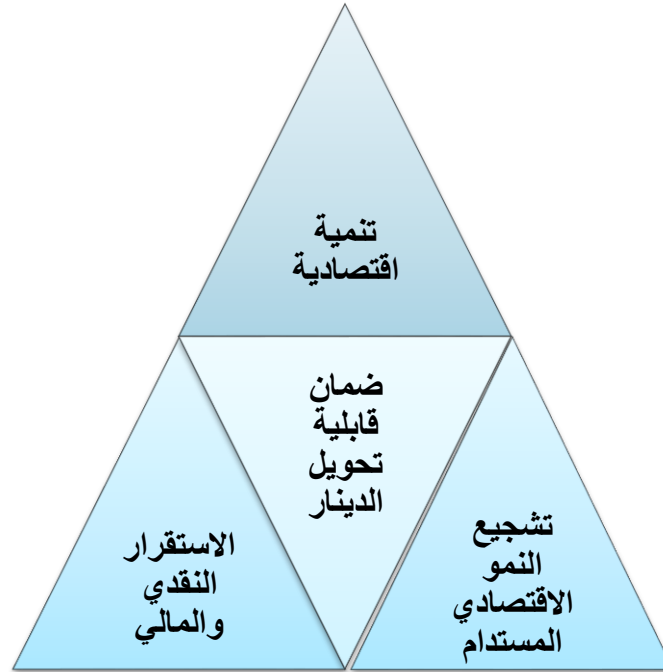 تنمية
اقتصادية
ضمان
قابلية
تحويل
الدينار
تشجيع
النمو
الاقتصادي
المستدام
الاستقرار
النقدي
والمالي